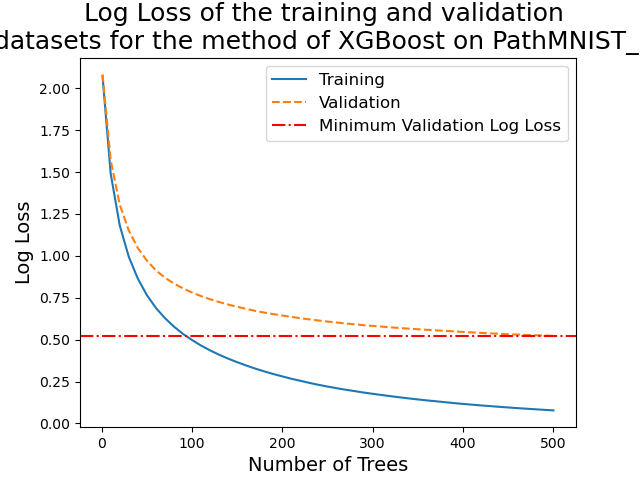 Log Loss of the training and validation
datasets for the method of XGBoost on PathMNIST_
Training
Validation
Minimum Validation Log Loss
Log Loss
2.00
1.75
1.50
1.25
1.00
0.75
0.50
0.25
0.00
0
100
200
300
400
500
Number of Trees